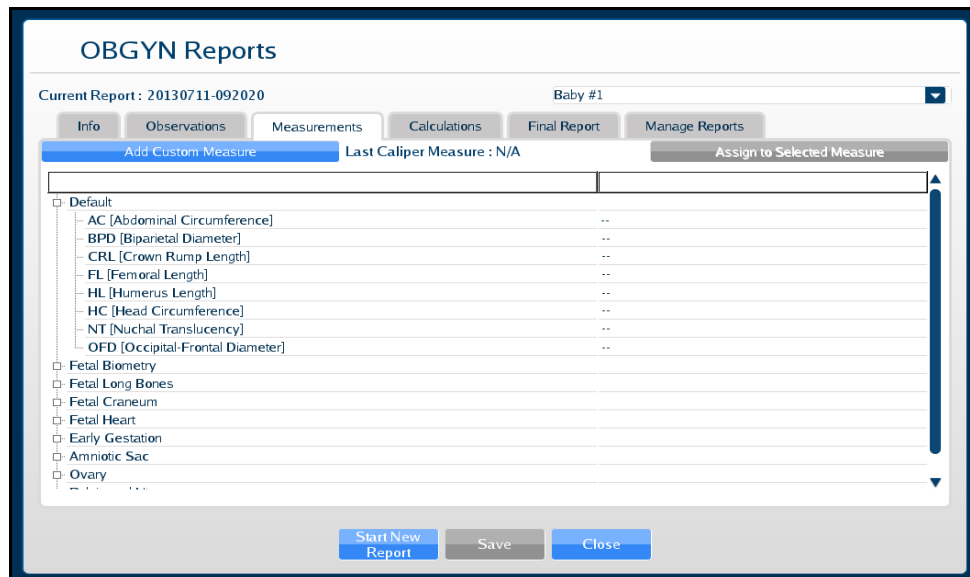 OBGYN Reports
Current Report : 20130711-092020 Baby #1
Info Observations Measurements Calculations Final Report Manage Reports
Add Custom Measure Last Caliper Measure : N/A Assign to Selected Measure
Default
AC [Abdominal Circumference] --
BPD [Biparietal Diameter] --
CRL [Crown Rump Length] --
FL [Femoral Length] --
HL [Humerus Length] --
HC [Head Circumference] --
NT [Nuchal Translucency] --
OFD [Occipital-Frontal Diameter] --
Fetal Biometry
Fetal Long Bones
Fetal Craneum
Fetal Heart
Early Gestation
Amniotic Sac
Ovary
Start New
Report
Save
Close